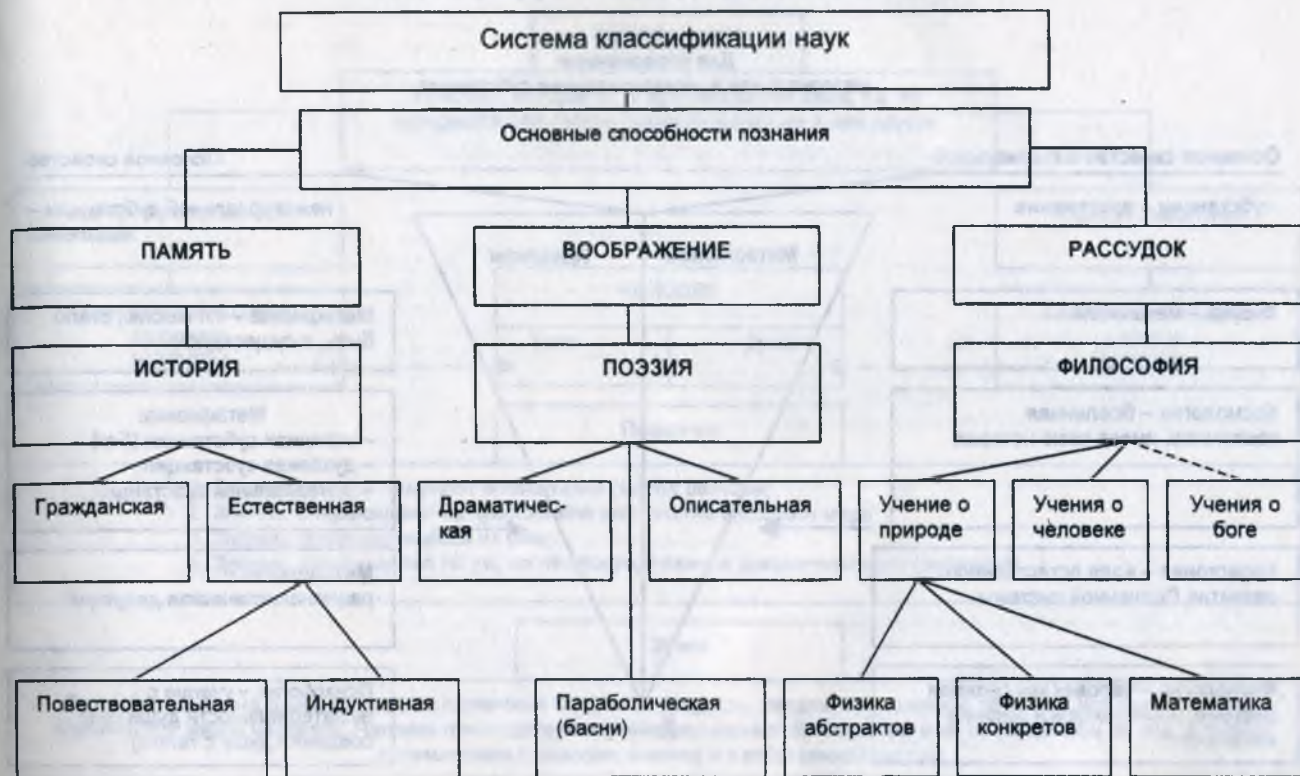 Система классификации наук
Основные способности познания
ПАМЯТЬ
ВООБРАЖЕНИЕ
РАССУДОК
ИСТОРИЯ
ПОЭЗИЯ
ФИЛОСОФИЯ
Гражданская
Естественная
Драматичес-
кая
Описательная
Учение о
природе
Учения о
человеке
Учения о
боге
Повествовательная
Индуктивная
Параболическая
(басни)
Физика
абстрактов
Физика
конкретов
Математика